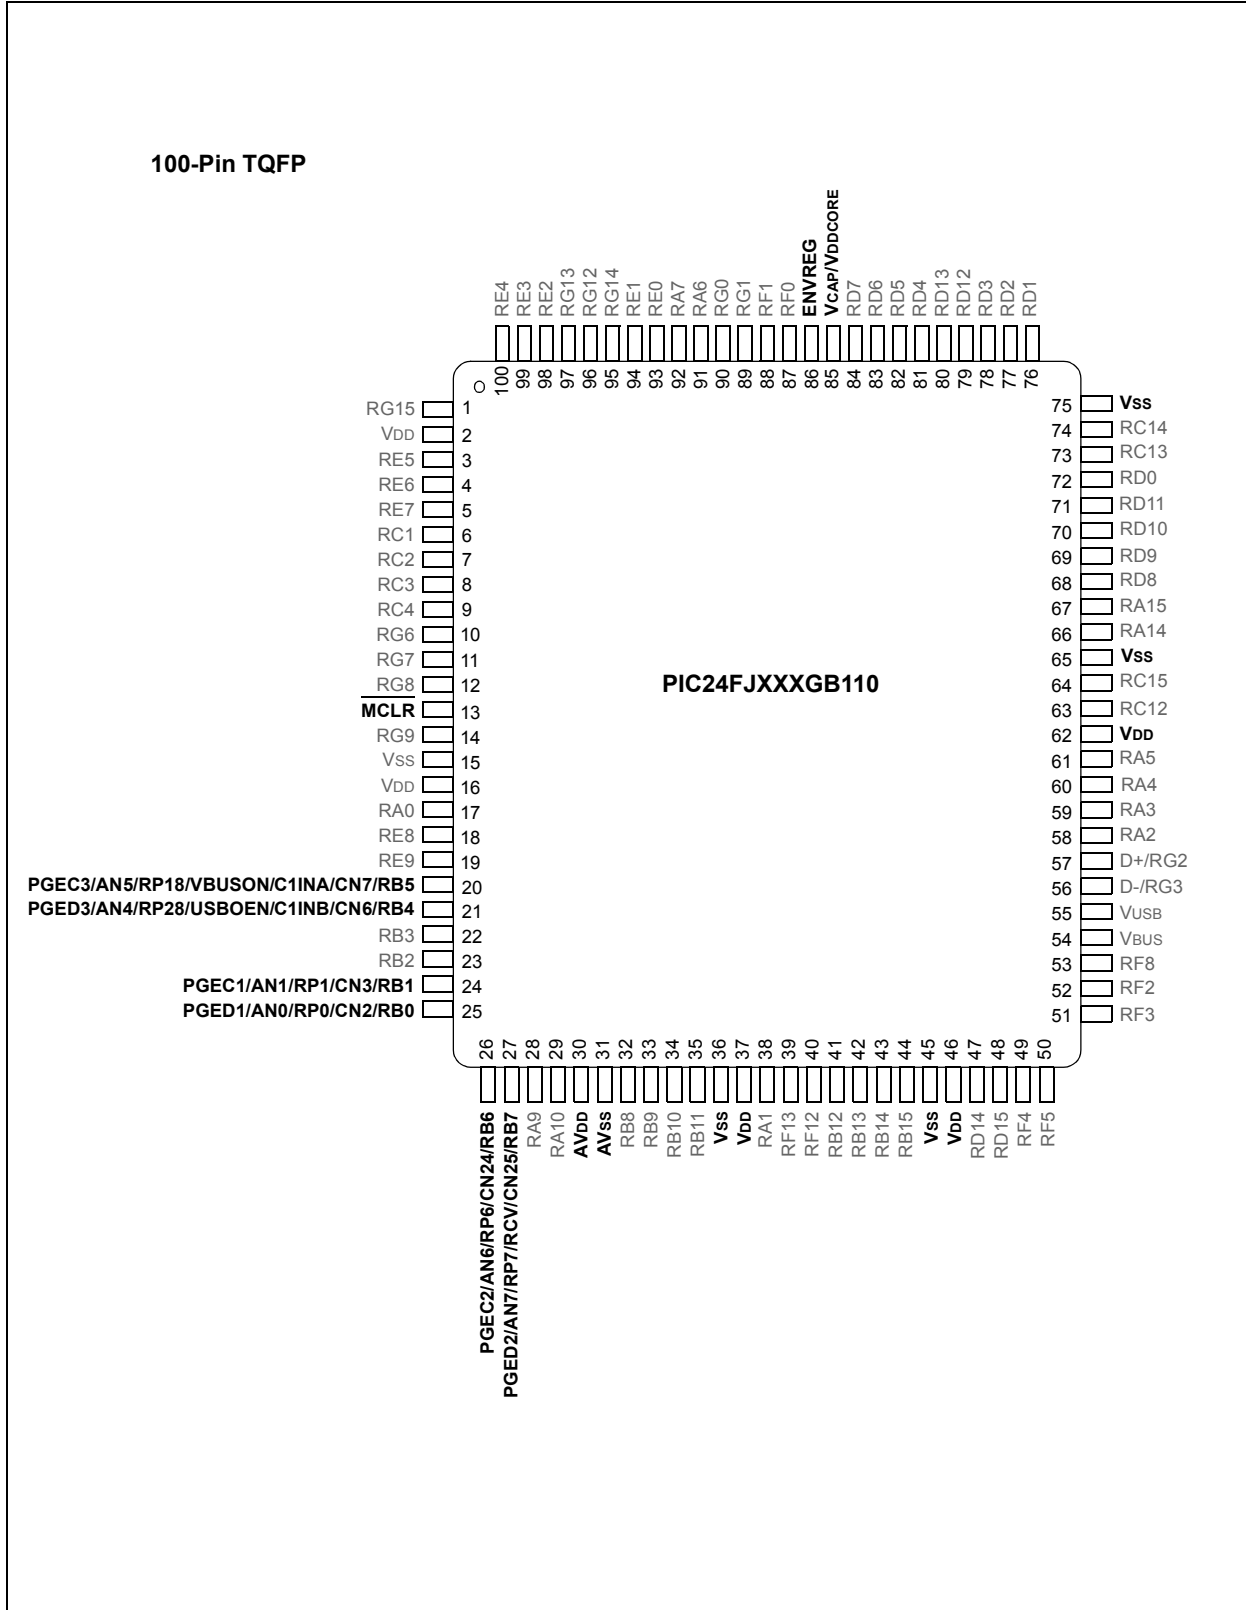 100-Pin TQFP
RE4
RE3
RE2
RG13
RG12
RG14
RE1
RE0
RA7
RA6
RG0
RG1
RF1
RF0
ENVREG
VCAP/VDDCORE
RD7
RD6
RD5
RD4
RD13
RD12
RD3
RD2
RD1
100
99
98
97
96
95
94
93
92
91
90
89
88
87
86
85
84
83
82
81
80
79
78
77
76
RG15 1
VDD 2
RE5 3
RE6 4
RE7 5
RC1 6
RC2 7
RC3 8
RC4 9
RG6 10
RG7 11
RG8 12
MCLR 13
RG9 14
VSS 15
VDD 16
RA0 17
RE8 18
RE9 19
PGEC3/AN5/RP18/VBUSON/C1INA/CN7/RB5 20
PGED3/AN4/RP28/USBOEN/C1INB/CN6/RB4 21
RB3 22
RB2 23
PGEC1/AN1/RP1/CN3/RB1 24
PGED1/AN0/RP0/CN2/RB0 25
PIC24FJXXXGB110
75 VSS
74 RC14
73 RC13
72 RD0
71 RD11
70 RD10
69 RD9
68 RD8
67 RA15
66 RA14
65 VSS
64 RC15
63 RC12
62 VDD
61 RA5
60 RA4
59 RA3
58 RA2
57 D+/RG2
56 D-/RG3
55 VUSB
54 VBUS
53 RF8
52 RF2
51 RF3
26
27
28
29
30
31
32
33
34
35
36
37
38
39
40
41
42
43
44
45
46
47
48
49
50
PGEC2/AN6/RP6/CN24/RB6
PGED2/AN7/RP7/RCV/CN25/RB7
RA9
RA10
AVDD
AVSS
RB8
RB9
RB10
RB11
VSS
VDD
RA1
RF13
RF12
RB12
RB13
RB14
RB15
VSS
VDD
RD14
RD15
RF4
RF5